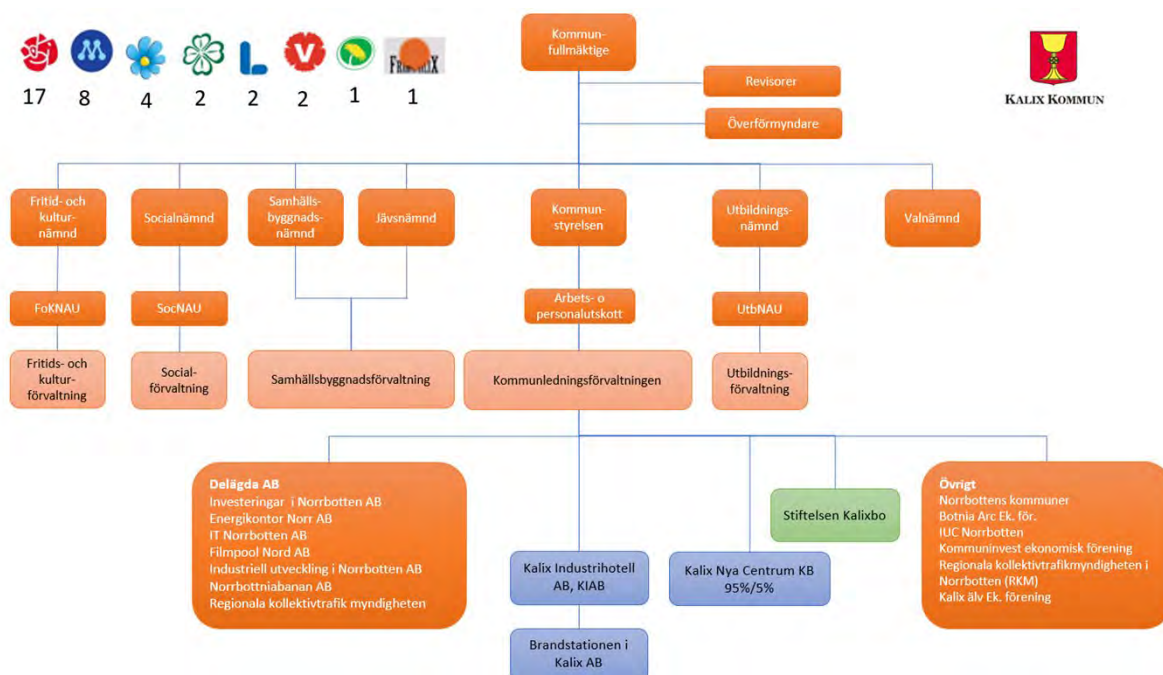 17
8
4
2
2
2
1
1
M
V
KALIX KOMMUN
Kommun-
fullmäktige
Revisorer
Överförmyndare
Fritid- och
kultur-
nämnd
Socialnämnd
Samhälls-
byggnads-
nämnd
Jävsnämnd
Kommun-
styrelsen
Utbildnings-
nämnd
Valnämnd
FoKNAU
SocNAU
Arbets- o
personalutskott
UtbNAU
Fritids- och
kultur-
förvaltning
Social-
förvaltning
Samhällsbyggnadsförvaltning
Kommunledningsförvaltningen
Utbildnings-
förvaltning
Delägda AB
Investeringar i Norrbotten AB
Energikontor Norr AB
IT Norrbotten AB
Filmpool Nord AB
Industriell utveckling i Norrbotten AB
Norrbottniabanan AB
Regionala kollektivtrafik myndigheten
Kalix Industrihotell
AB, KIAB
Brandstationen i
Kalix AB
Kalix Nya Centrum KB
95%/5%
Stiftelsen Kalixbo
Övrigt
Norrbottens kommuner
Botnia Arc Ek. för.
IUC Norrbotten
Kommuninvest ekonomisk förening
Regionala kollektivtrafikmyndigheten i
Norrbotten (RKM)
Kalix älv Ek. förening